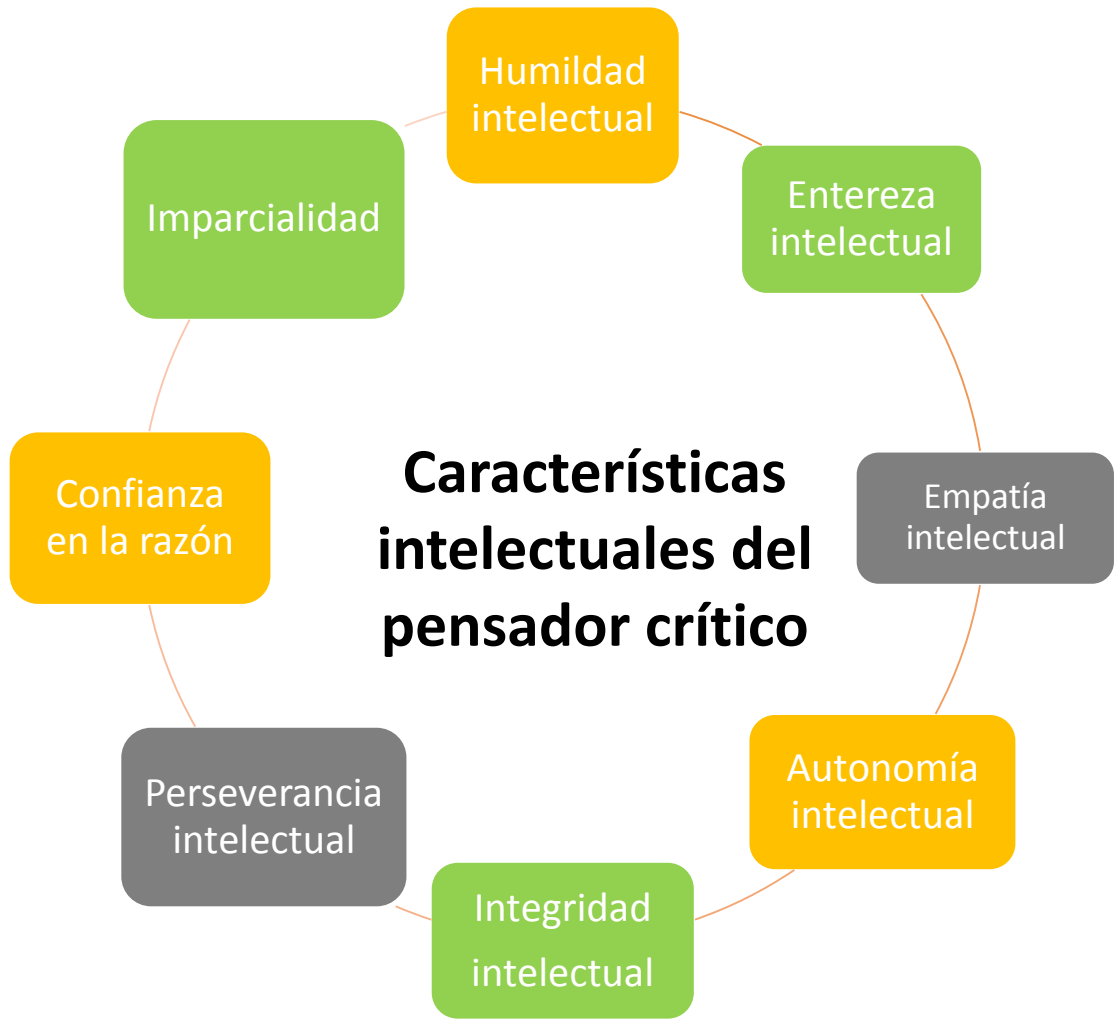 Humildad
intelectual
Entereza
intelectual
Empatía
intelectual
Autonomía
intelectual
Integridad
intelectual
Perseverancia
intelectual
Confianza
en la razón
Imparcialidad
Características
intelectuales del
pensador crítico